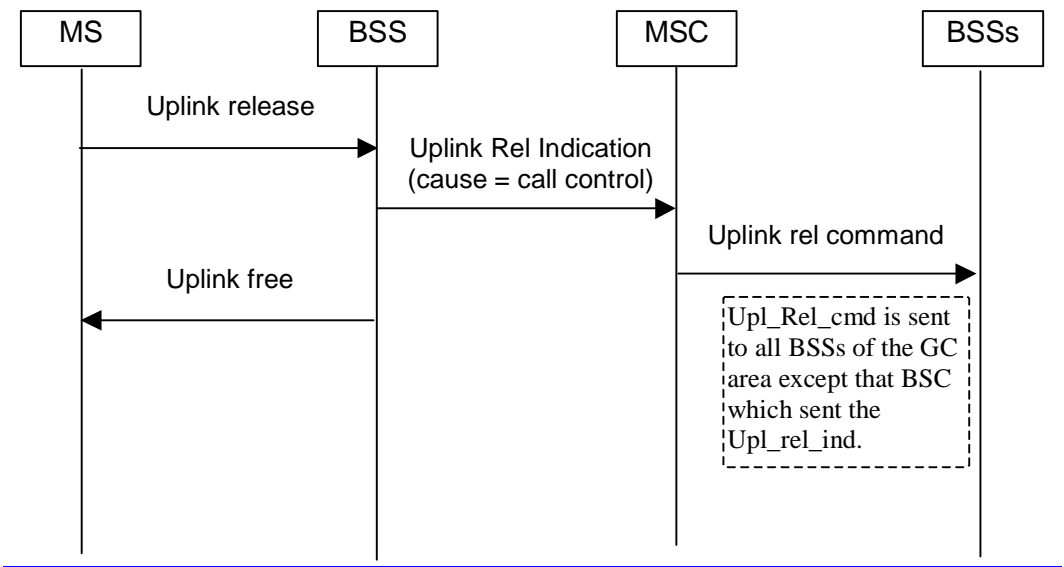 MS
BSS
MSC
BSSs
Uplink release
Uplink Rel Indication
(cause = call control)
Uplink rel command
Uplink free
Upl_Rel_cmd is sent
to all BSSs of the GC
area except that BSC
which sent the
Upl_rel_ind.